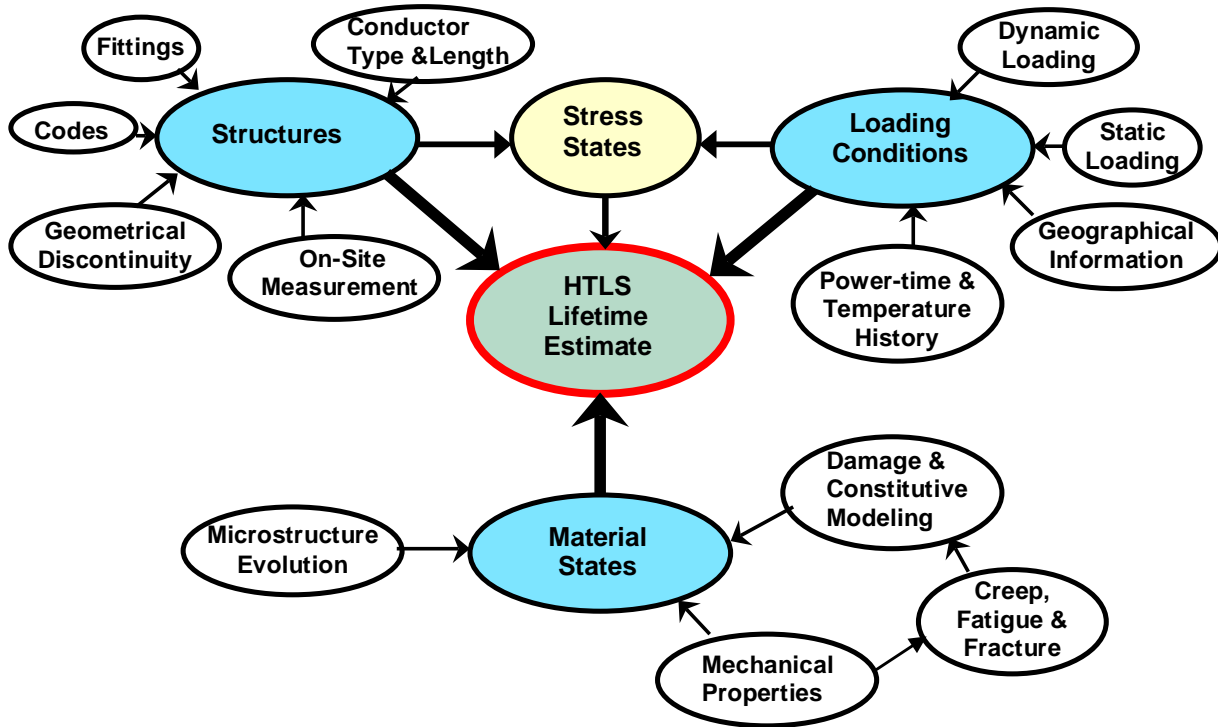 Fittings
Conductor
Type &Length
Dynamic
Loading
Codes
Structures
Stress
States
Loading
Conditions
Static
Loading
Geometrical
Discontinuity
On-Site
Measurement
HTLS
Lifetime
Estimate
Power-time &
Temperature
History
Geographical
Information
Microstructure
Evolution
Material
States
Damage &
Constitutive
Modeling
Mechanical
Properties
Creep,
Fatigue &
Fracture